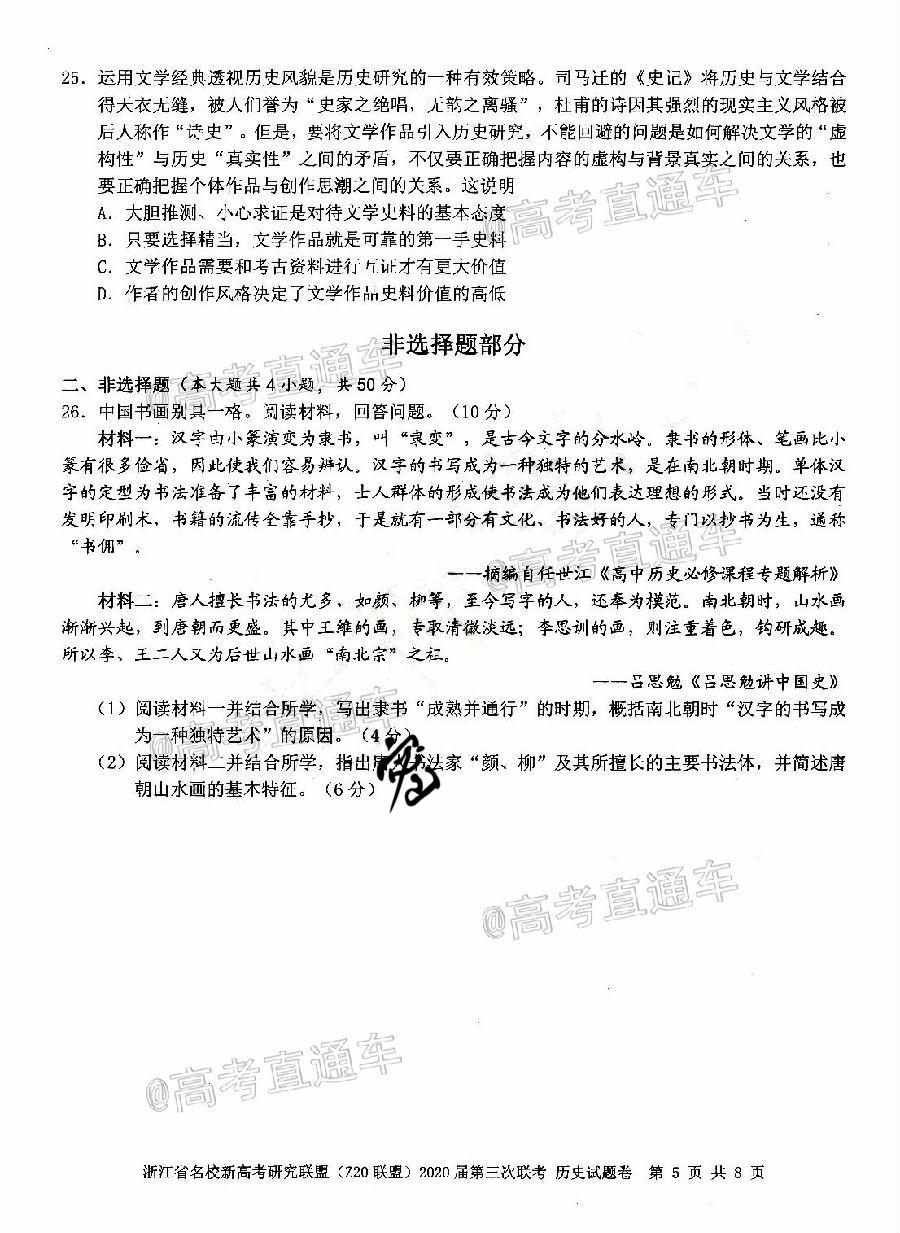 25. 运用文学经典透视历史风貌是历史研究的一种有效策略。司马迁的《史记》将历史与文学结合
得天衣无缝，被人们誉为“史家之绝唱，无韵之离骚”，杜甫的诗因其强烈的现实主义风格被
后人称作“诗史”。但是，要将文学作品引入历史研究，不能回避的问题是如何解决文学的“虚
构性”与历史“真实性”之间的矛盾，不仅要正确把握内容的虚构与背景真实之间的关系，也
要正确把握个体作品与创作思潮之间的关系。这说明
A. 大胆推测、小心求证是对待文学史料的基本态度
B. 只要选择精当，文学作品就是可靠的第一手史料
C. 文学作品需要和考古资料进行互证才有更大价值
D. 作者的创作风格决定了文学作品史料价值的高低
@高考直通车
非选择题部分
@高考直通车
二、非选择题（本大题共4小题，共50分）
26. 中国书画别具一格。阅读材料，回答问题。（10分）
材料一：汉字由小篆演变为隶书，叫“隶变”，是古今文字的分水岭。隶书的形体、笔画比小
篆有很多俭省，因此使我们容易辨认。汉字的书写成为一种独特的艺术，是在南北朝时期。单体汉
字的定型为书法准备了丰富的材料，士人群体的形成使书法成为他们表达理想的形式。当时还没有
发明印刷术，书籍的流传全靠手抄，于是就有一部分有文化、书法好的人，专门以抄书为生，通称
“书佣”。
@高考直通车
——摘编自任世江《高中历史必修课程专题解析》
材料二：唐人擅长书法的尤多，如颜、柳等，至今写字的人，还奉为模范。南北朝时，山水画
渐渐兴起，到唐朝而更盛。其中王维的画，专取清微淡远；李思训的画，则注重着色，钩研成趣。
所以李、王二人又为后世山水画“南北宗”之祖。
——吕思勉《吕思勉讲中国史》
@高考直通车
（1）阅读材料一并结合所学，写出隶书“成熟并通行”的时期，概括南北朝时“汉字的书写成
为一种独特艺术”的原因。（4分）
（2）阅读材料二并结合所学，指出唐书法家“颜、柳”及其所擅长的主要书法体，并简述唐
朝山水画的基本特征。（6分）
@高考直通车
@高考直通车
浙江省名校新高考研究联盟（Z20联盟）2020届第三次联考 历史试题卷 第 5 页 共 8 页